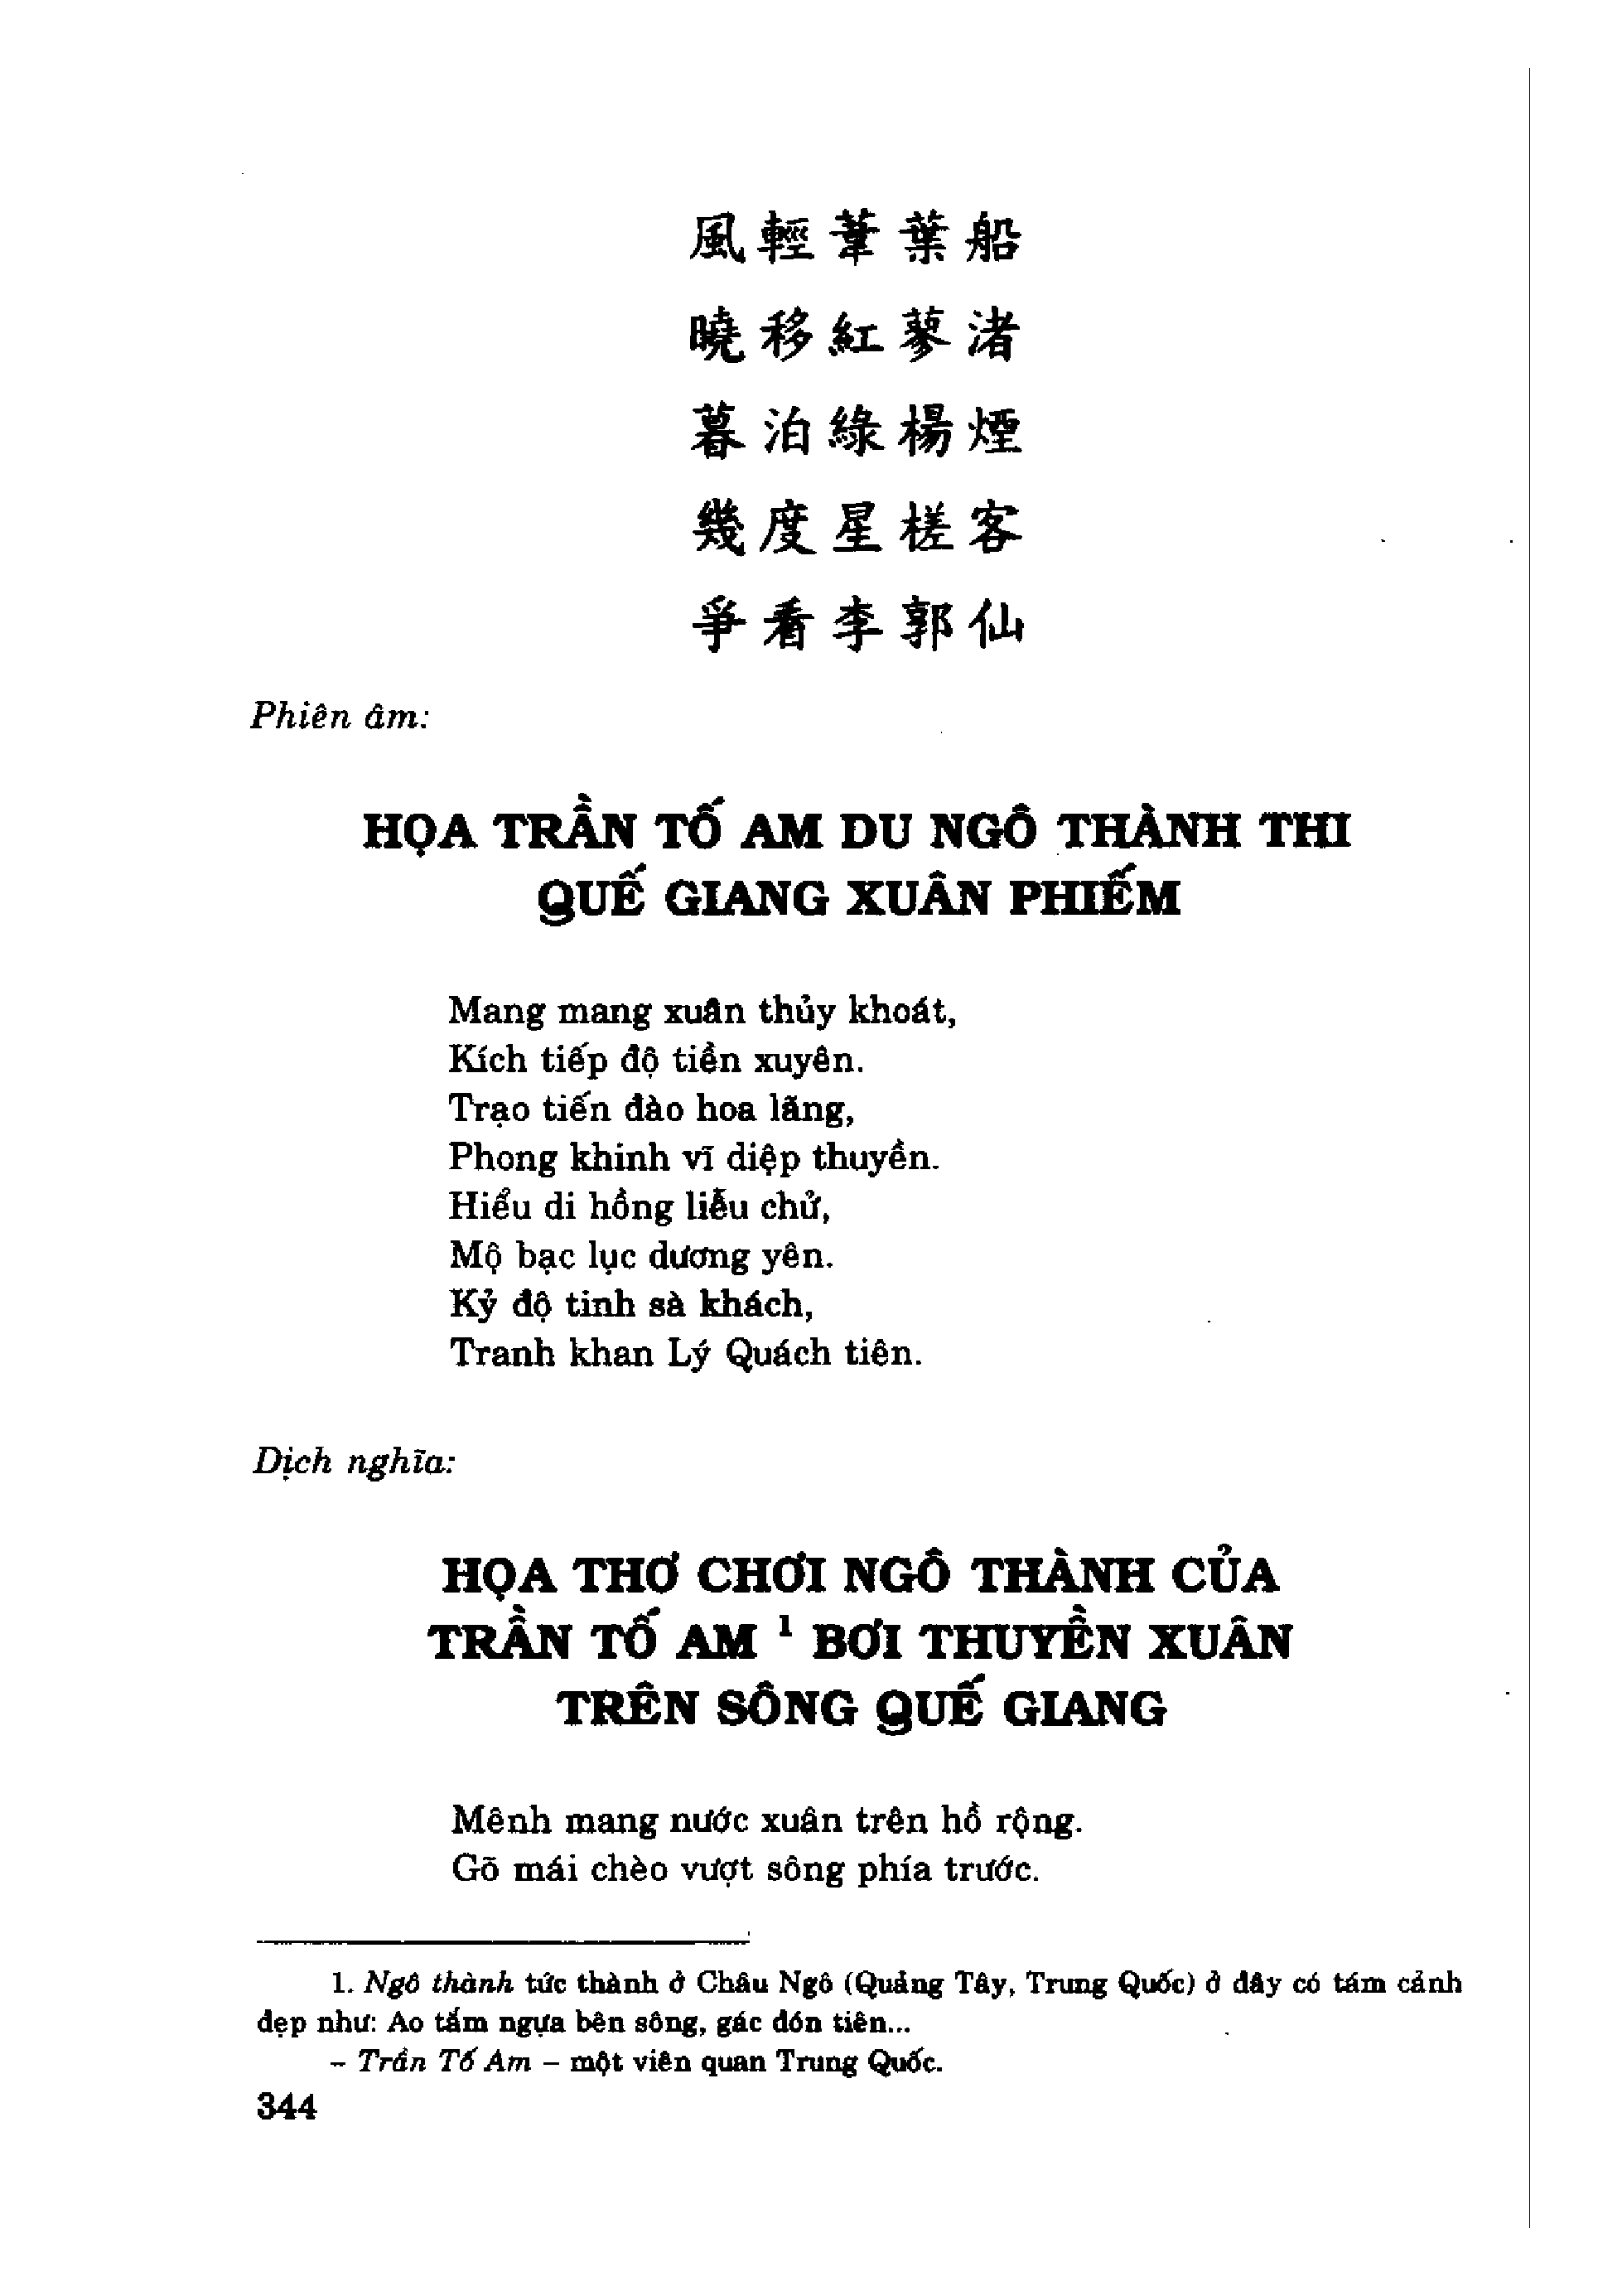 風輕葦葉船
曉移紅蓼渚
暮泊綠楊煙
幾度星槎客
爭看李郭仙
Phiên âm:
HỌA TRẦN TỐ AM DU NGÔ THÀNH THI
QUẾ GIANG XUÂN PHIẾM
Mang mang xuân thủy khoát,
Kích tiếp độ tiền xuyên.
Trạo tiến đào hoa lãng,
Phong khinh vĩ diệp thuyền.
Hiểu di hồng liễu chử,
Mộ bạc lục dương yên.
Kỷ độ tinh sà khách,
Tranh khan Lý Quách tiên.
Dịch nghĩa:
HỌA THƠ CHƠI NGÔ THÀNH CỦA
TRẦN TỐ AM 1 BƠI THUYỀN XUÂN
TRÊN SÔNG QUẾ GIANG
Mênh mang nước xuân trên hồ rộng.
Gõ mái chèo vượt sông phía trước.
1. Ngô thành tức thành ở Châu Ngô (Quảng Tây, Trung Quốc) ở đây có tám cảnh
đẹp như: Ao tắm ngựa bên sông, gác đón tiên...
– Trần Tố Am – một viên quan Trung Quốc.
344